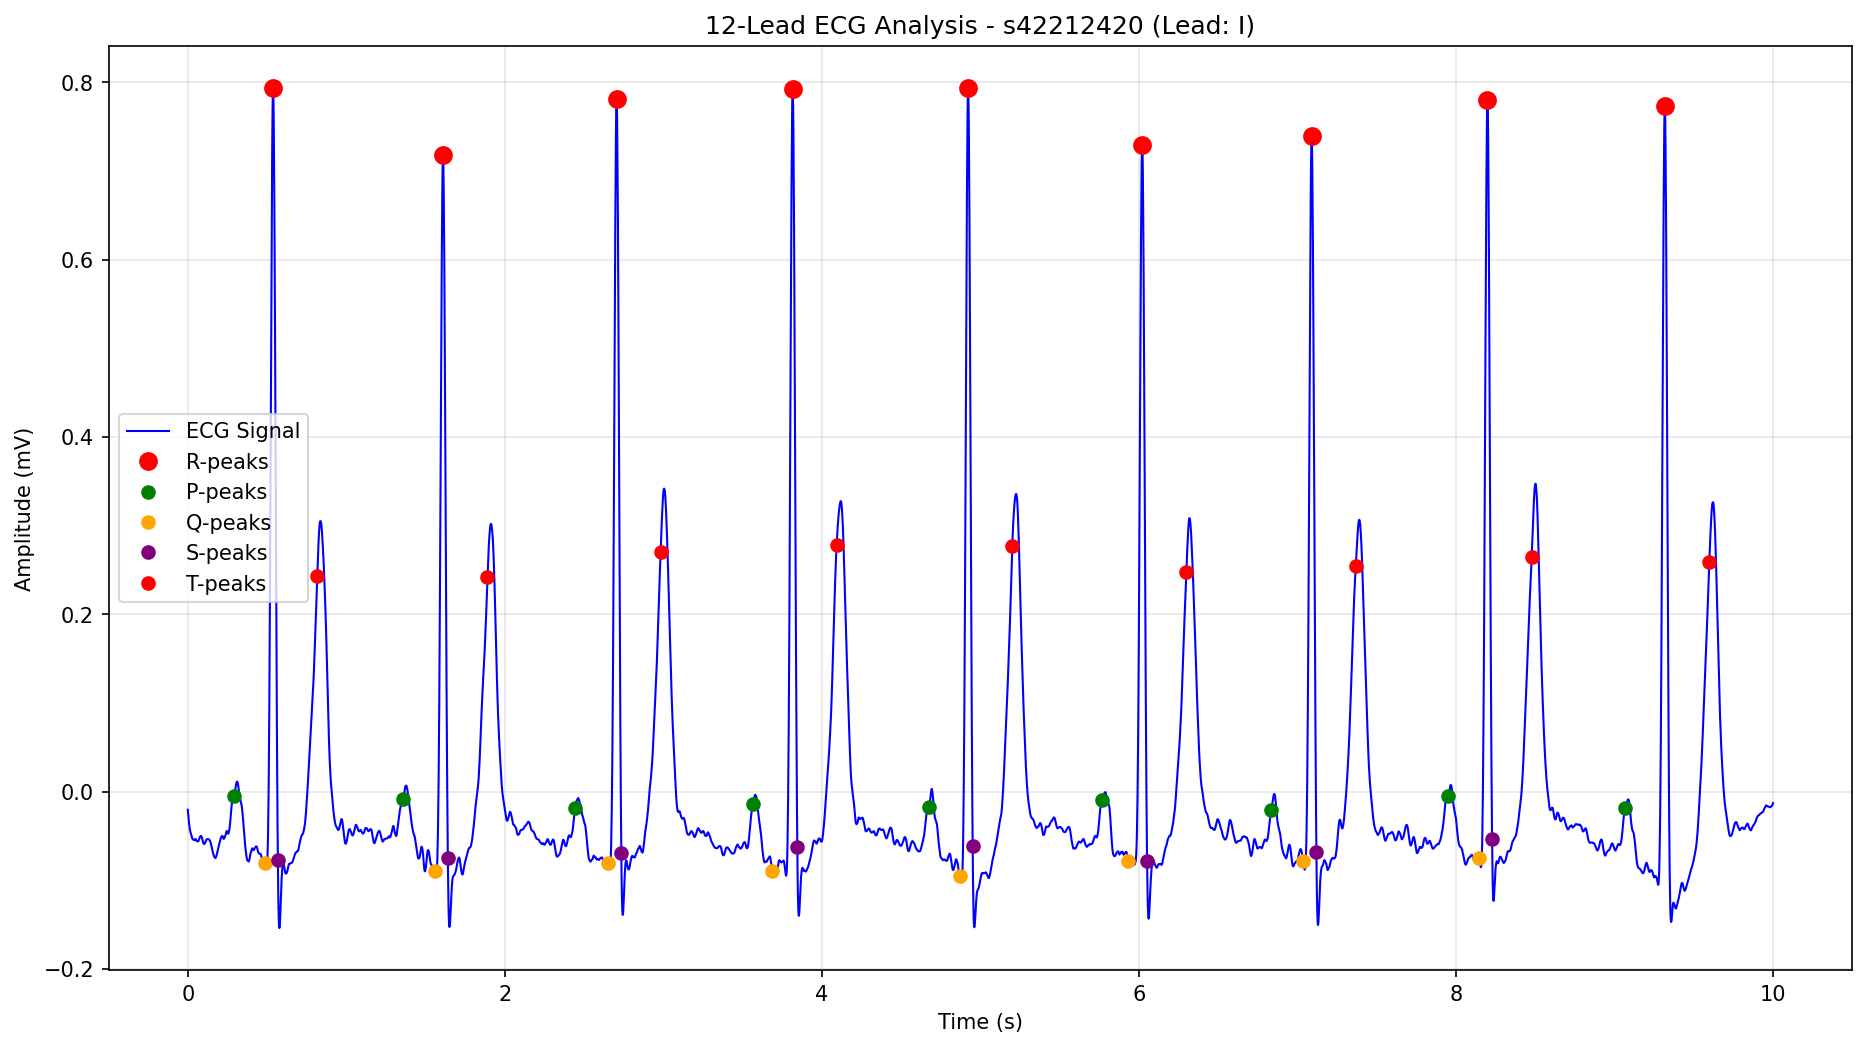 12-Lead ECG Analysis - s42212420 (Lead: I)
Amplitude (mV)
0.8
0.6
0.4
0.2
0.0
−0.2
ECG Signal
R-peaks
P-peaks
Q-peaks
S-peaks
T-peaks
0 2 4 6 8 10
Time (s)